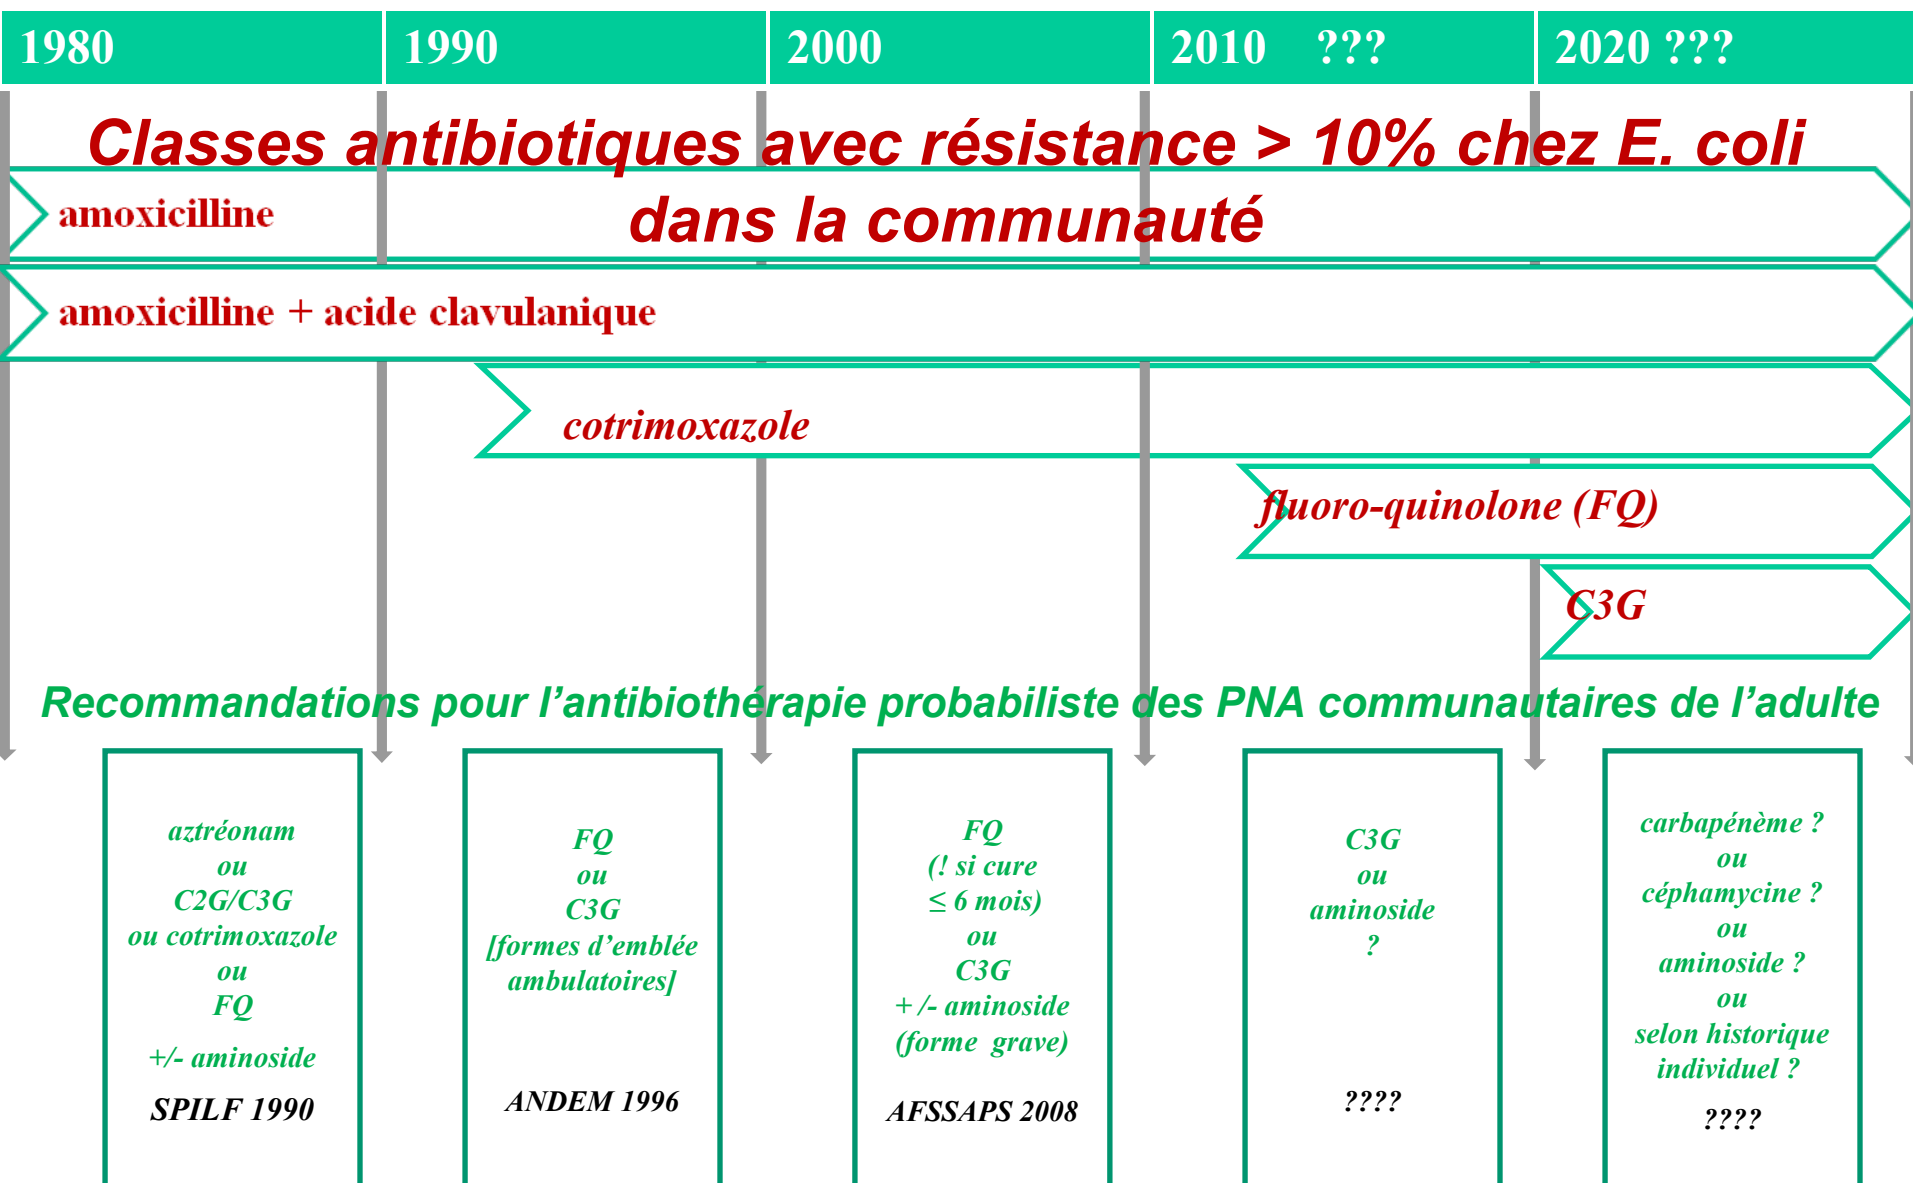 1980 1990 2000 2010 ??? 2020 ???
Classes antibiotiques avec résistance > 10% chez E. coli
dans la communauté
amoxicilline
amoxicilline + acide clavulanique
cotrimoxazole
fluoro-quinolone (FQ)
C3G
Recommandations pour l’antibiothérapie probabiliste des PNA communautaires de l’adulte
aztréonam
ou
C2G/C3G
ou cotrimoxazole
ou
FQ
+/- aminoside
SPILF 1990
FQ
ou
C3G
[formes d’emblée
ambulatoires]
ANDEM 1996
FQ
(! si cure
≤ 6 mois)
ou
C3G
+ /- aminoside
(forme grave)
AFSSAPS 2008
C3G
ou
aminoside
?
????
carbapénème ?
ou
céphamycine ?
ou
aminoside ?
ou
selon historique
individuel ?
????